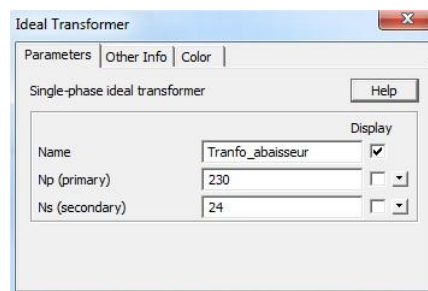 Ideal Transformer
X
Parameters Other Info Color
Single-phase ideal transformer Help
Display
Name Tranfo_abaisseur
Np (primary) 230
Ns (secondary) 24